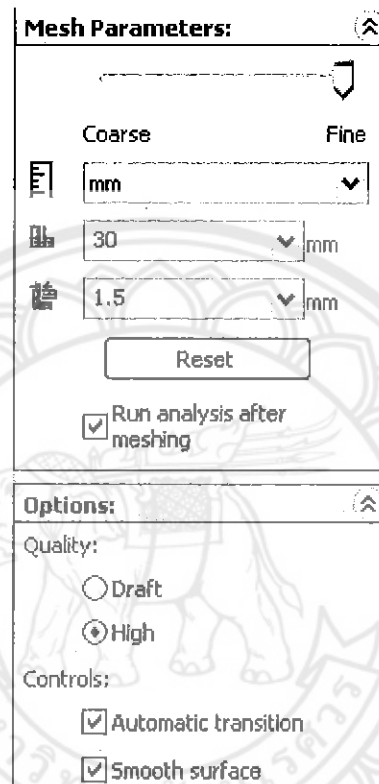 Mesh Parameters:
Coarse Fine
mm
30 mm
1.5 mm
Reset
Run analysis after
meshing
Options:
Quality:
Draft
High
Controls:
Automatic transition
Smooth surface